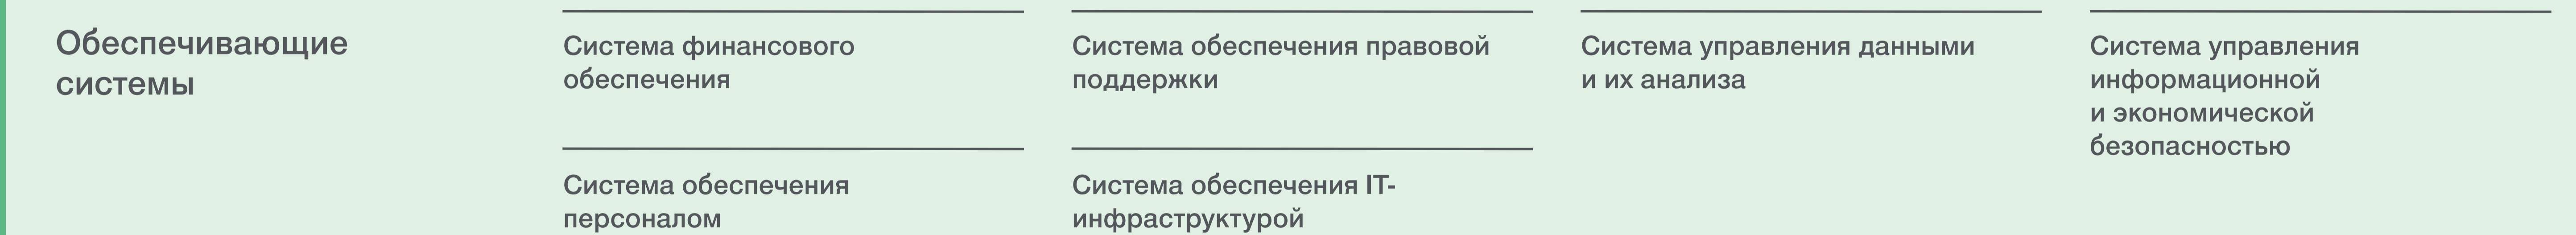 Обеспечивающие
системы
Система финансового
обеспечения
Система обеспечения правовой
поддержки
Система управления данными
и их анализа
Система управления
информационной
и экономической
безопасностью
Система обеспечения
персоналом
Система обеспечения IT-
инфраструктурой